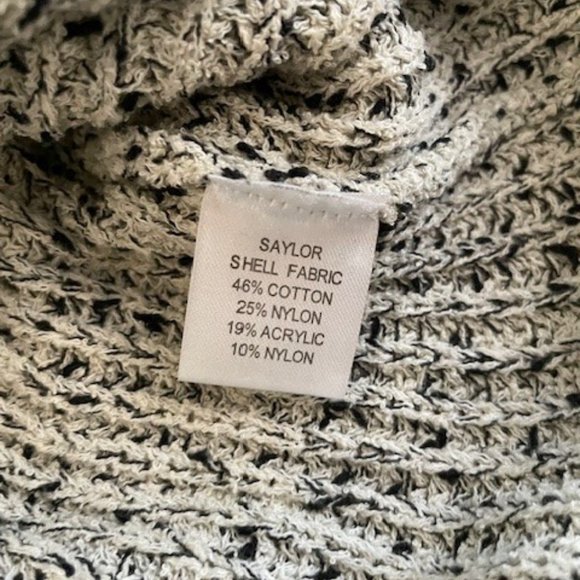 SAYLOR
SHELL FABRIC
46% COTTON
25% NYLON
19% ACRYLIC
10% NYLON